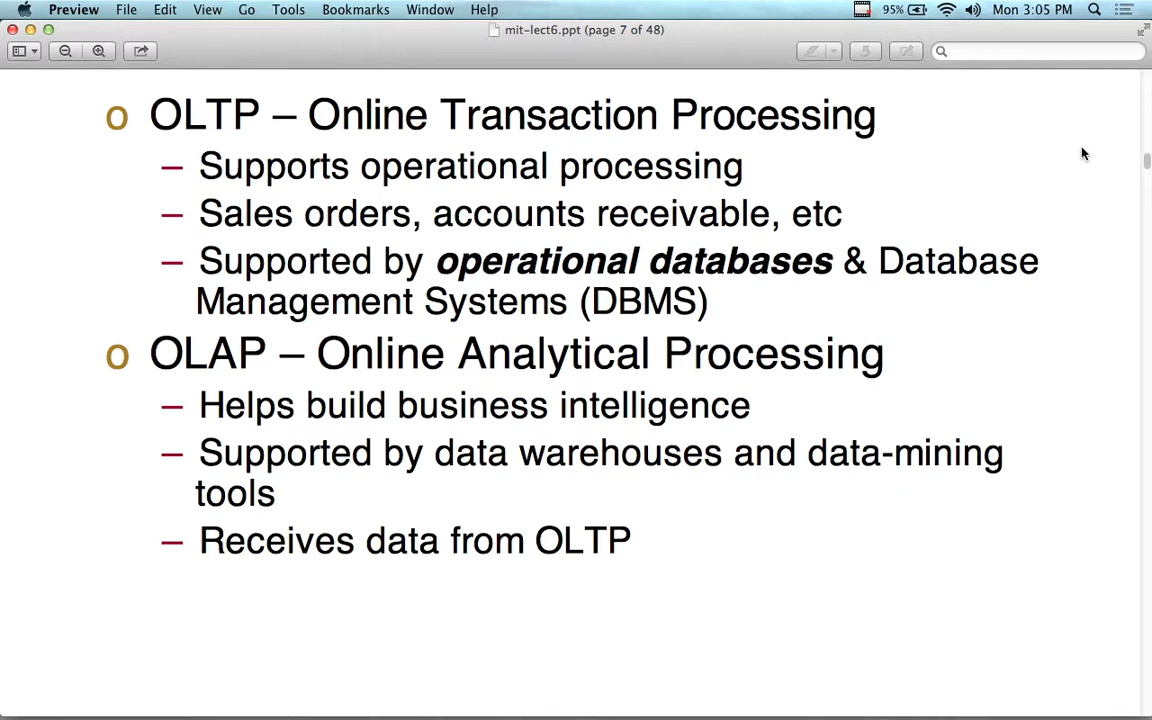 Preview File Edit View Go Tools Bookmarks Window Help 95% Mon 3:05 PM
mit-lect6.ppt (page 7 of 48)
o OLTP – Online Transaction Processing
– Supports operational processing
– Sales orders, accounts receivable, etc
– Supported by operational databases & Database
Management Systems (DBMS)
o OLAP – Online Analytical Processing
– Helps build business intelligence
– Supported by data warehouses and data-mining
tools
– Receives data from OLTP